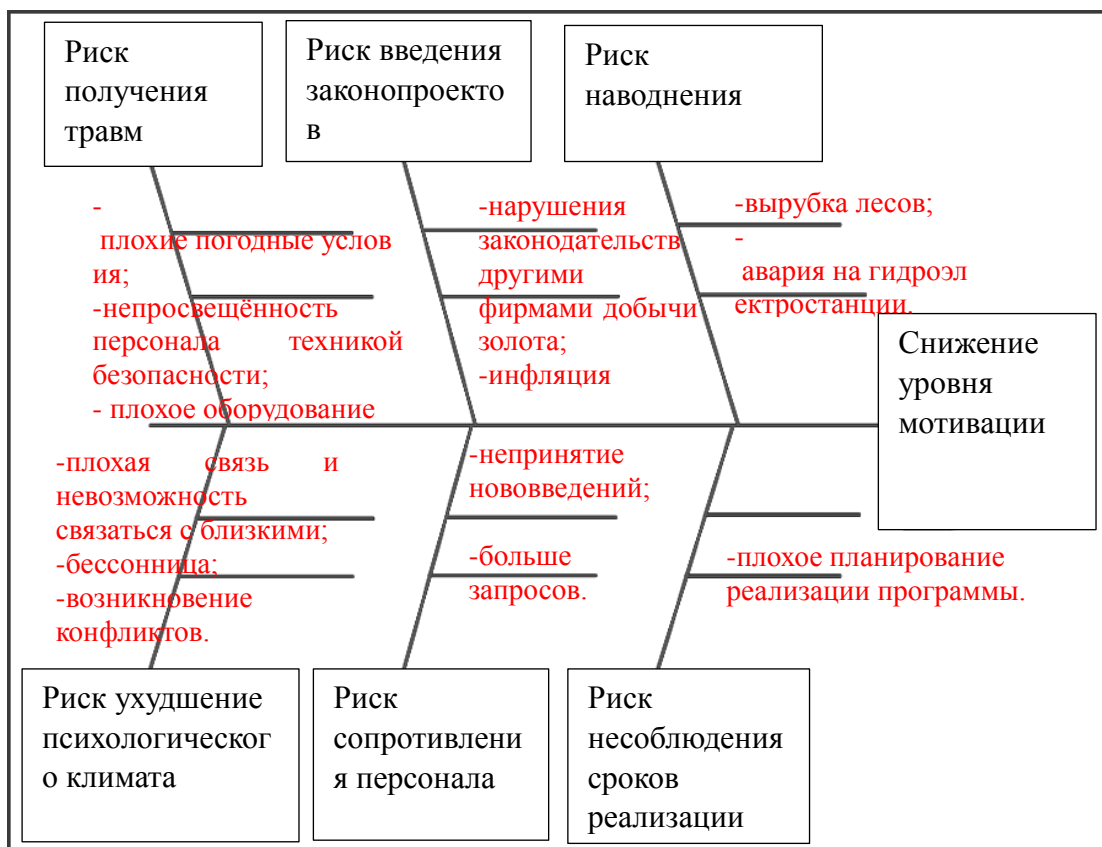 Риск
получения
травм
Риск введения
законопроекто
в
Риск
наводнения
-
плохие погодные услов
ия;
-непросвещённость
персонала техникой
безопасности;
- плохое оборудование
-нарушения
законодательств
другими
фирмами добычи
золота;
-инфляция
-вырубка лесов;
-
авария на гидроэл
ектростанции.
Снижение
уровня
мотивации
-плохая связь и
невозможность
связаться с близкими;
-бессонница;
-возникновение
конфликтов.
-непринятие
нововведений;
-больше
запросов.
-плохое планирование
реализации программы.
Риск ухудшение
психологическог
о климата
Риск
сопротивлени
я персонала
Риск
несоблюдения
сроков
реализации